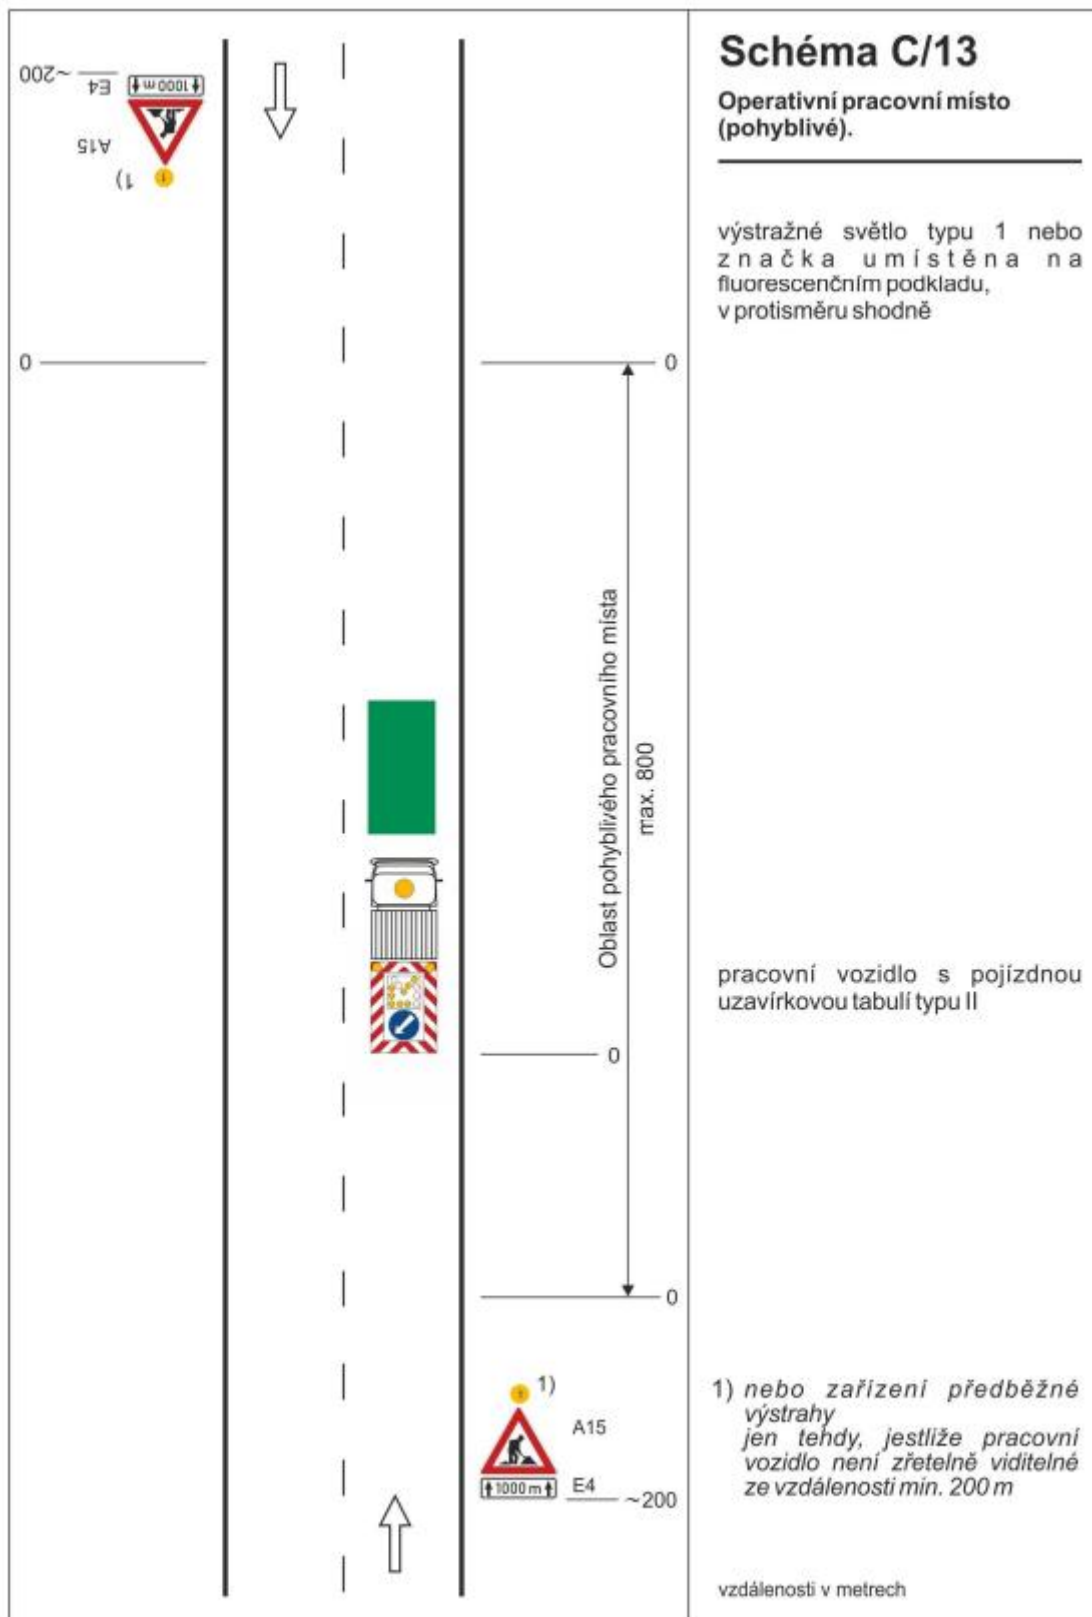 Schéma C/13
Operativní pracovní místo
(pohyblivé).
výstražné světlo typu 1 nebo
značka umístěna na
fluorescenčním podkladu,
v protisměru shodně
~200
E4
1000 m
A15
1
1)
0
0
Oblast pohyblivého pracovního místa
max. 800
pracovní vozidlo s pojízdnou
uzavírkovou tabulí typu II
0
0
1
1)
A15
1000 m
E4
~200
1) nebo zařízení předběžné
výstrahy
jen tehdy, jestliže pracovní
vozidlo není zřetelně viditelné
ze vzdálenosti min. 200 m
vzdálenosti v metrech